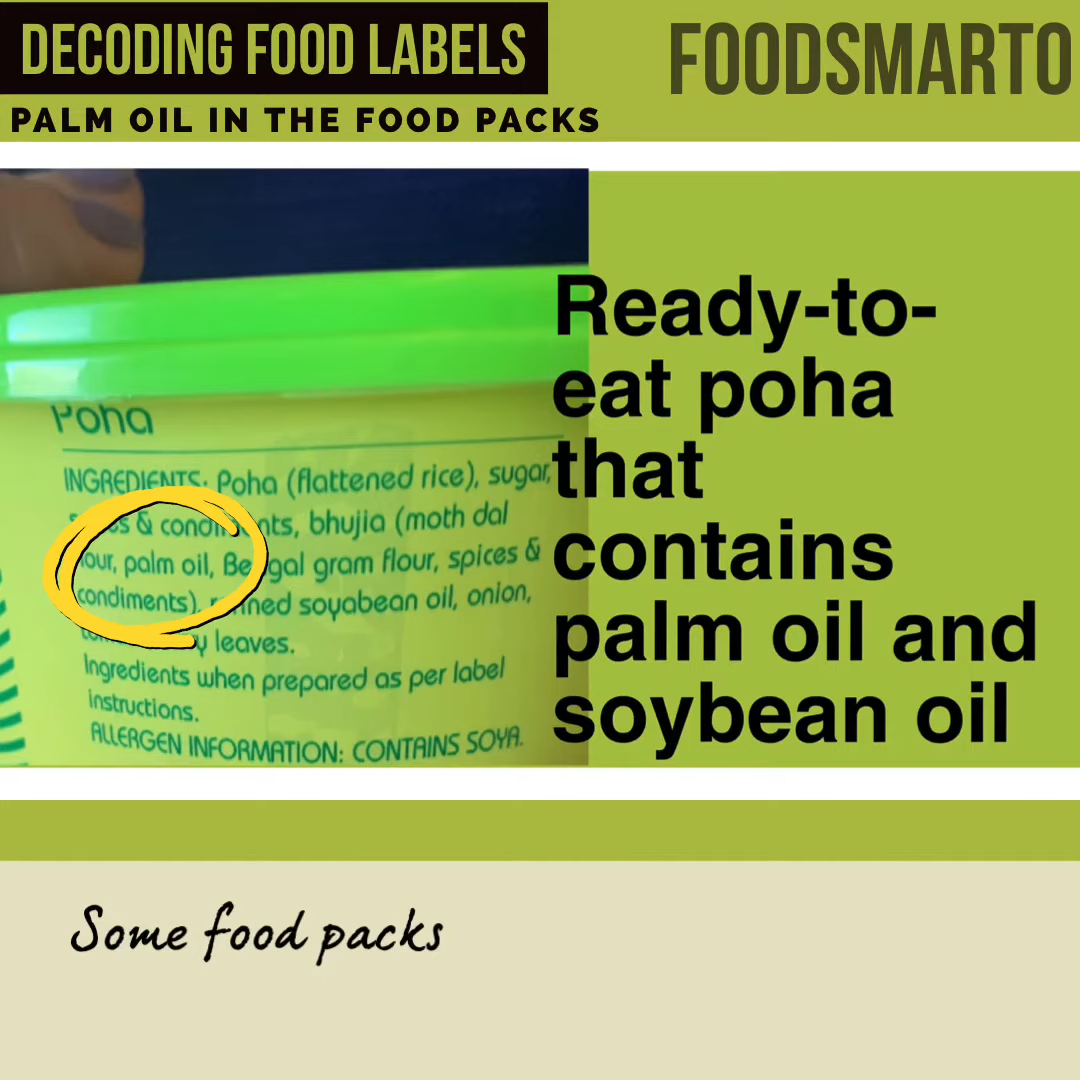 DECODING FOOD LABELS
FOODSMARTO
PALM OIL IN THE FOOD PACKS
Poha
INGREDIENTS: Poha (flattened rice), sugar,
& condiments, bhujia (moth dal
flour, palm oil, Bengal gram flour, spices &
condiments), refined soyabean oil, onion,
leaves.
Ingredients when prepared as per label
instructions.
ALLERGEN INFORMATION: CONTAINS SOYA.
Ready-to-
eat poha
that
contains
palm oil and
soybean oil
Some food packs